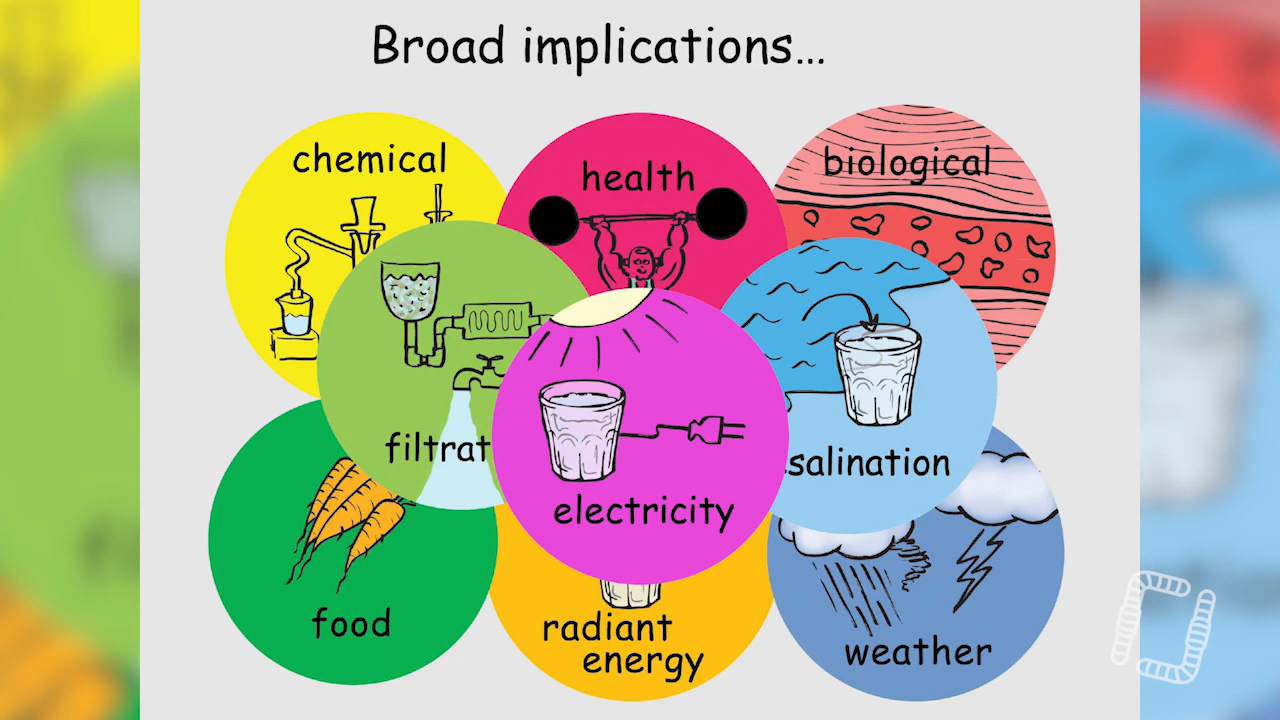 Broad implications...
chemical
health
biological
filtrat
salination
electricity
food
radiant
energy
weather